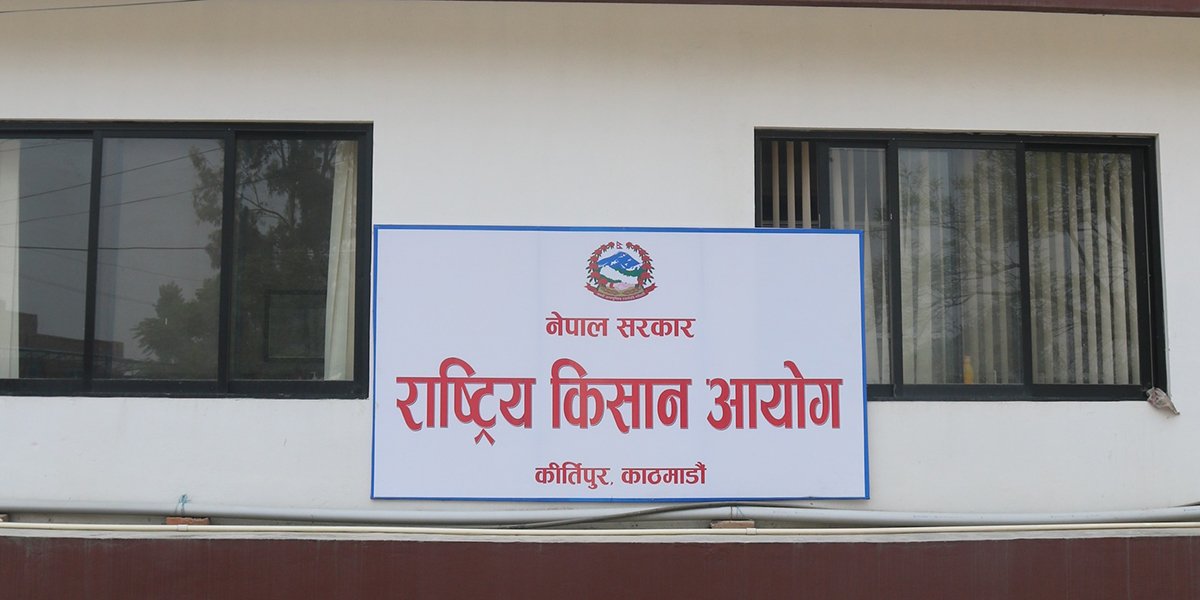 नेपाल सरकार
राष्ट्रिय किसान आयोग
कीर्तिपुर, काठमाडौं